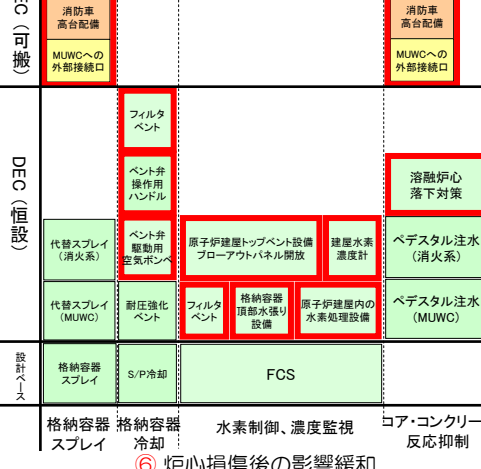 DEC（可搬）
消防車
高台配備
MUWCへの
外部接続口
消防車
高台配備
MUWCへの
外部接続口
DEC（恒設）
フィルタ
ベント
ベント弁
操作用
ハンドル
溶融炉心
落下対策
代替スプレイ
（消火系）
ベント弁
駆動用
空気ボンベ
原子炉建屋トップベント設備
ブローアウトパネル開放
建屋水素
濃度計
ペデスタル注水
（消火系）
代替スプレイ
（MUWC）
耐圧強化
ベント
フィルタ
ベント
格納容器
頂部水張り
設備
原子炉建屋内の
水素処理設備
ペデスタル注水
（MUWC）
設計ベース
格納容器
スプレイ
S/P冷却
FCS
格納容器
スプレイ
格納容器
冷却
水素制御、濃度監視
コア・コンクリー
反応抑制
⑥ 炉心損傷後の影響緩和